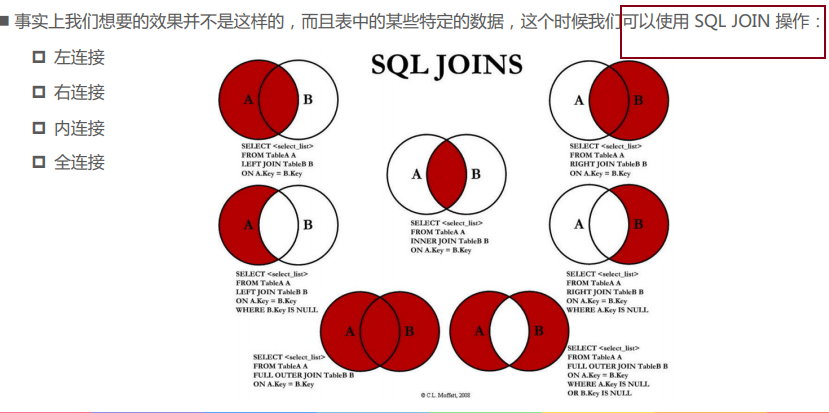 事实上我们想要的效果并不是这样的，而且表中的某些特定的数据，这个时候我们可以使用 SQL JOIN 操作：
左连接
右连接
内连接
全连接
SQL JOINS
A B
SELECT <select_list>
FROM TableA A
LEFT JOIN TableB B
ON A.Key = B.Key
A B
SELECT <select_list>
FROM TableA A
RIGHT JOIN TableB B
ON A.Key = B.Key
A B
SELECT <select_list>
FROM TableA A
INNER JOIN TableB B
ON A.Key = B.Key
A B
SELECT <select_list>
FROM TableA A
LEFT JOIN TableB B
ON A.Key = B.Key
WHERE B.Key IS NULL
A B
SELECT <select_list>
FROM TableA A
RIGHT JOIN TableB B
ON A.Key = B.Key
WHERE A.Key IS NULL
A B
SELECT <select_list>
FROM TableA A
FULL OUTER JOIN TableB B
ON A.Key = B.Key
A B
SELECT <select_list>
FROM TableA A
FULL OUTER JOIN TableB B
ON A.Key = B.Key
WHERE A.Key IS NULL
OR B.Key IS NULL
© C.L. Moffatt, 2008